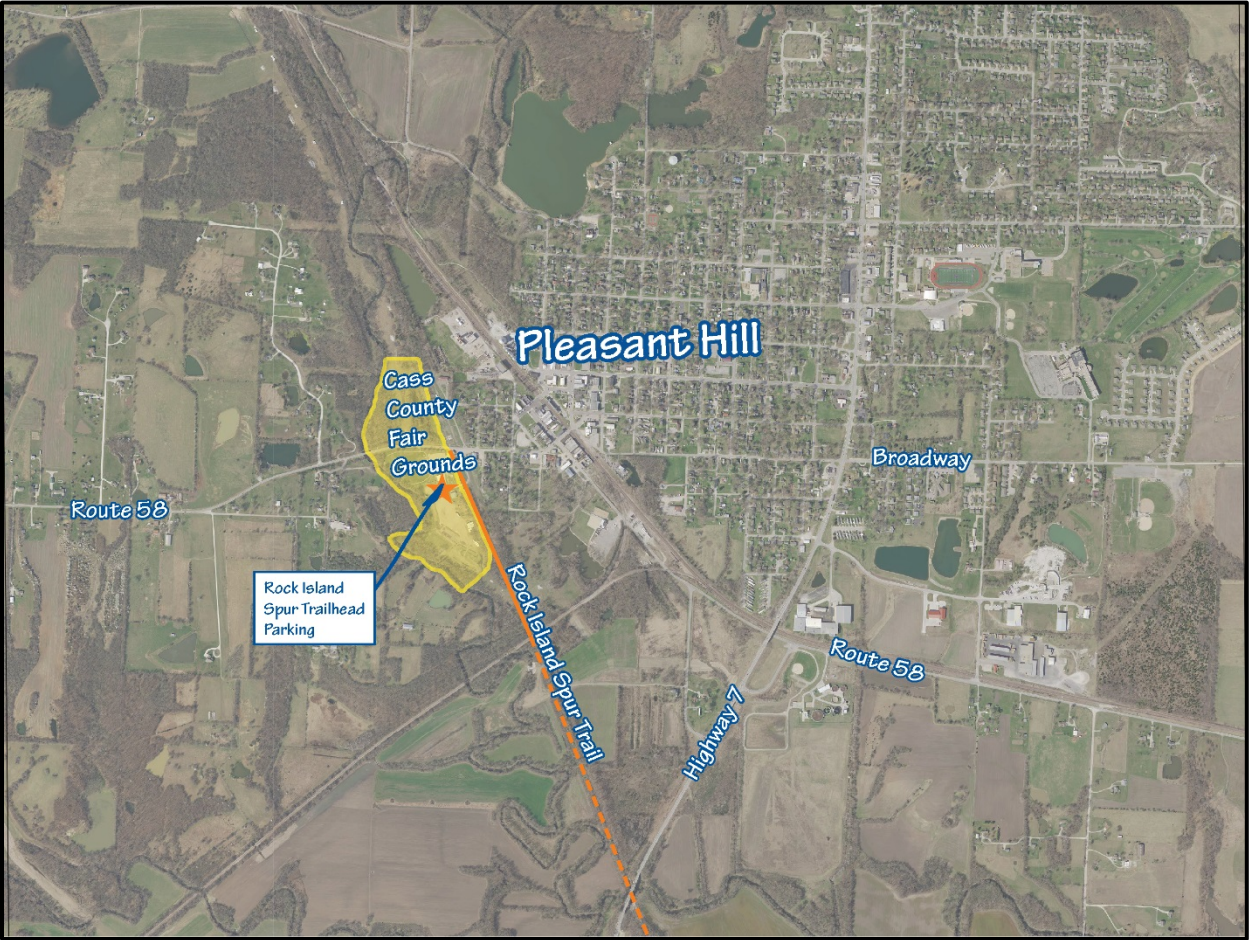 Pleasant Hill
Cass
County
Fair
Grounds
Broadway
Route 58
Rock Island
Spur Trailhead
Parking
Rock Island Spur Trail
Route 58
Highway 7